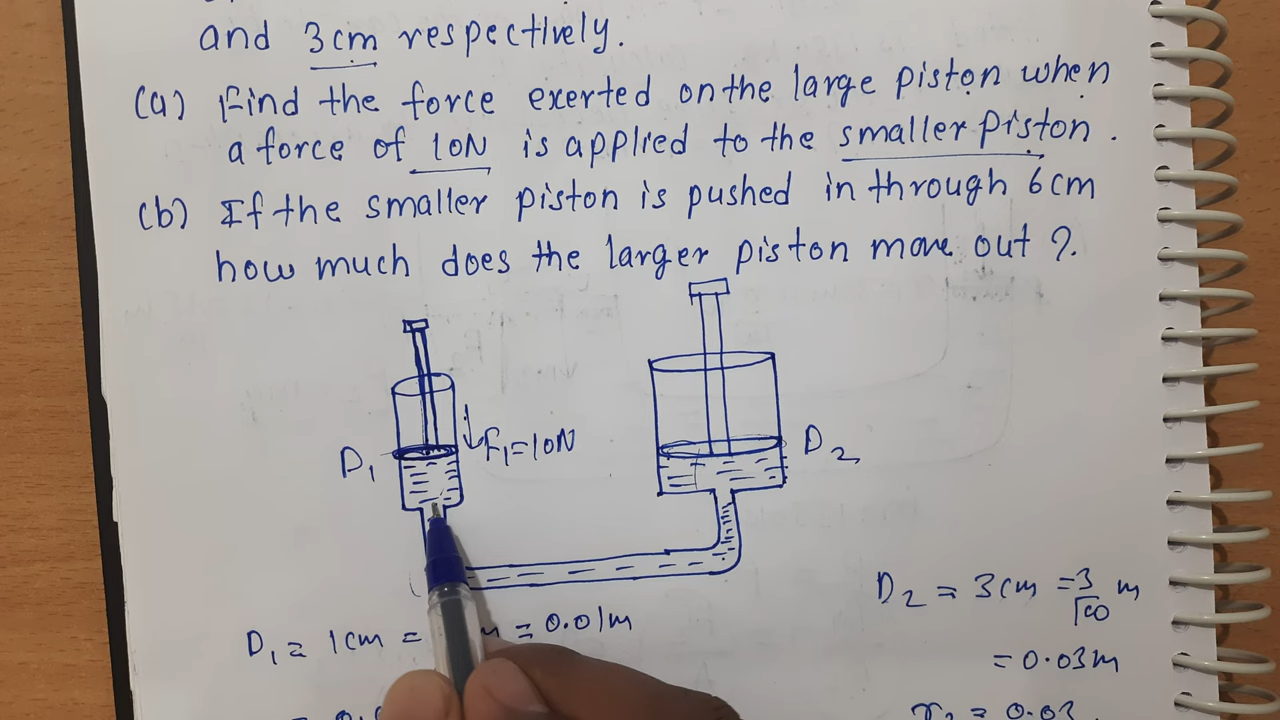 and 3cm respectively.
(a) Find the force exerted on the large piston when
a force of 10N is applied to the smaller piston.
(b) If the smaller piston is pushed in through 6cm
how much does the larger piston move out ?.
F₁=10N
D₁
D₂
D₂ = 3cm = 3/100 m
D₁ = 1cm = = 0.01m
= 0.03m
= 0.03